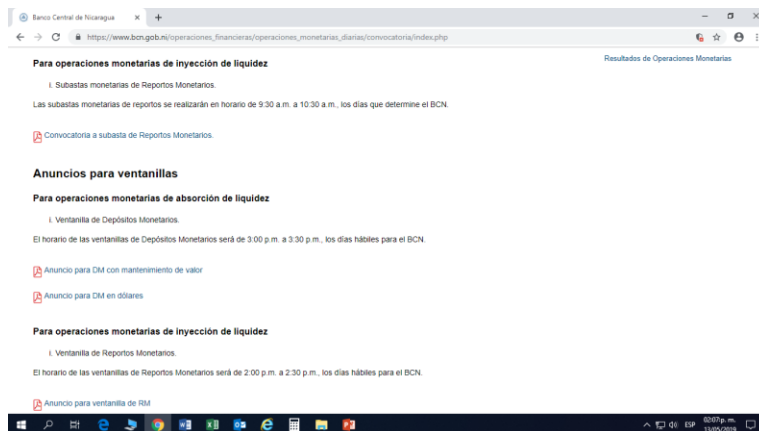 Banco Central de Nicaragua
https://www.bcn.gob.ni/operaciones_financieras/operaciones_monetarias_diarias/convocatoria/index.php
Para operaciones monetarias de inyección de liquidez
Resultados de Operaciones Monetarias
i. Subastas monetarias de Reportos Monetarios.
Las subastas monetarias de reportos se realizarán en horario de 9:30 a.m. a 10:30 a.m., los días que determine el BCN.
Convocatoria a subasta de Reportos Monetarios.
Anuncios para ventanillas
Para operaciones monetarias de absorción de liquidez
i. Ventanilla de Depósitos Monetarios.
El horario de las ventanillas de Depósitos Monetarios será de 3:00 p.m. a 3:30 p.m., los días hábiles para el BCN.
Anuncio para DM con mantenimiento de valor
Anuncio para DM en dólares
Para operaciones monetarias de inyección de liquidez
i. Ventanilla de Reportos Monetarios.
El horario de las ventanillas de Reportos Monetarios será de 2:00 p.m. a 2:30 p.m., los días hábiles para el BCN.
Anuncio para ventanilla de RM
ESP
02:07 p. m.
13/05/2019